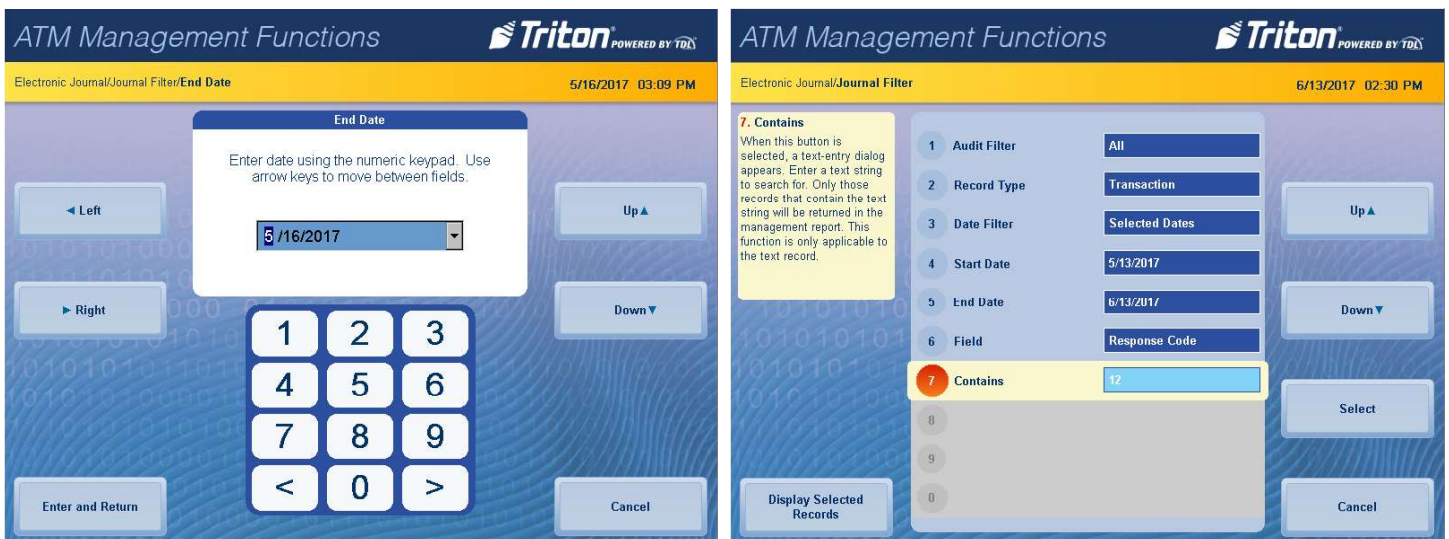 ATM Management Functions
Triton POWERED BY TDL
Electronic Journal/Journal Filter/End Date
5/16/2017 03:09 PM
End Date
Enter date using the numeric keypad. Use
arrow keys to move between fields.
5 /16/2017
◄ Left
► Right
Up▲
Down▼
1 2 3
4 5 6
7 8 9
< 0 >
Enter and Return
Cancel
ATM Management Functions
Triton POWERED BY TDL
Electronic Journal/Journal Filter
6/13/2017 02:30 PM
7. Contains
When this button is
selected, a text-entry dialog
appears. Enter a text string
to search for. Only those
records that contain the text
string will be returned in the
management report. This
function is only applicable to
the text record.
1 Audit Filter All
2 Record Type Transaction
3 Date Filter Selected Dates
4 Start Date 5/13/2017
5 End Date 6/13/2017
6 Field Response Code
7 Contains 12
8
9
0
Up▲
Down▼
Select
Display Selected
Records
Cancel